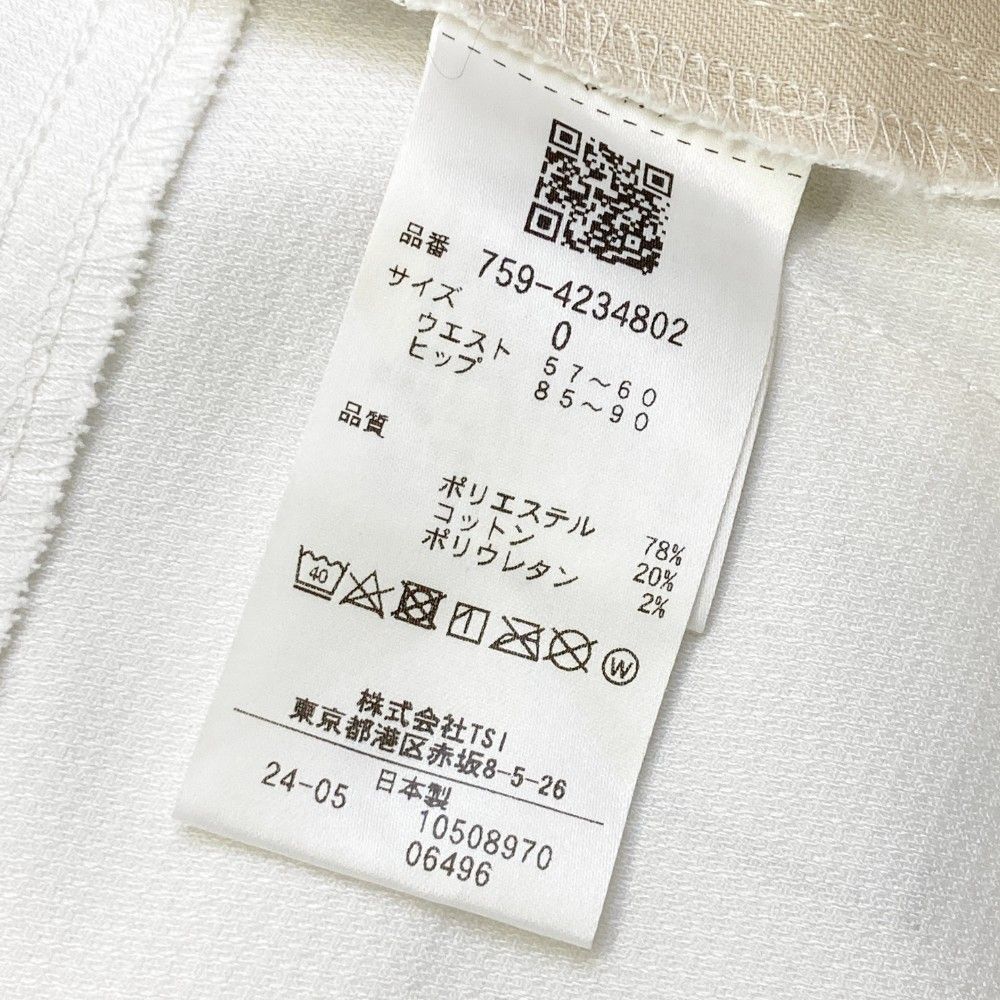 品番 759-4234802
サイズ 0
ウエスト 57～60
ヒップ 85～90
品質
ポリエステル 78%
コットン 20%
ポリウレタン 2%
40
W
株式会社TSI
東京都港区赤坂8-5-26
24-05 日本製
10508970
06496